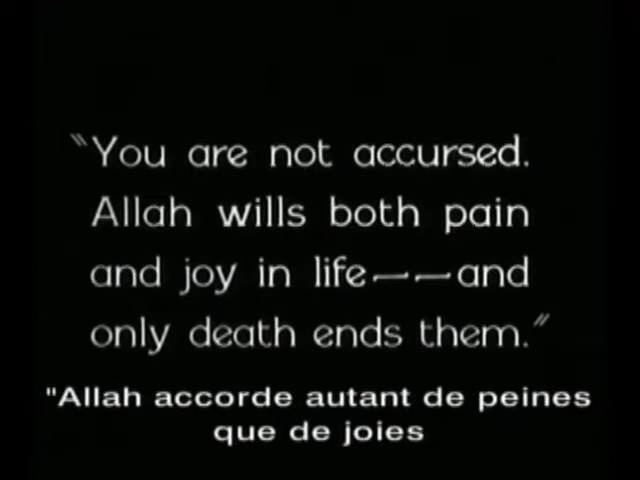 "You are not accursed.
Allah wills both pain
and joy in life——and
only death ends them."
"Allah accorde autant de peines
que de joies